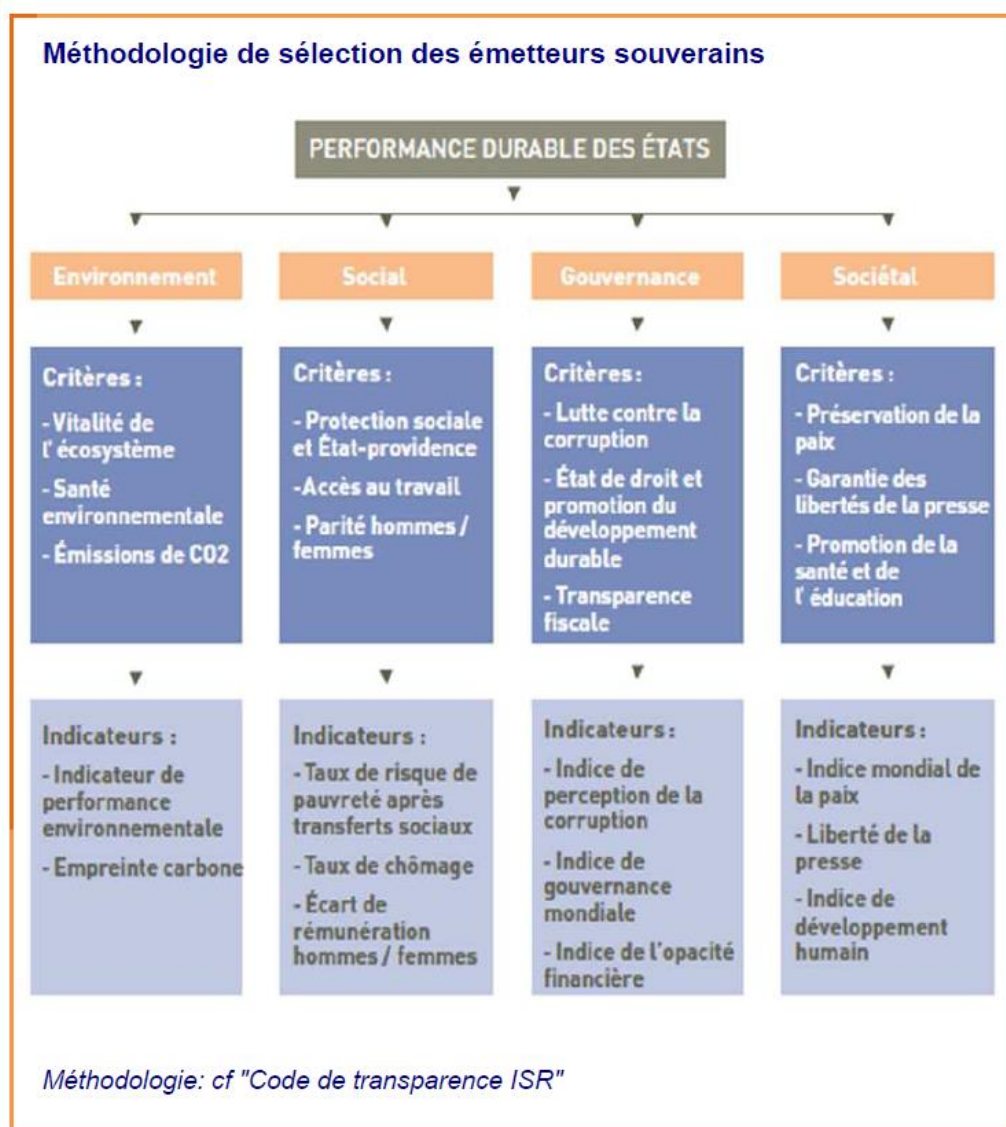 Méthodologie de sélection des émetteurs souverains
PERFORMANCE DURABLE DES ÉTATS
Environnement
Social
Gouvernance
Sociétal
Critères :
- Vitalité de
l' écosystème
- Santé
environnementale
- Émissions de CO2
Critères :
- Protection sociale
et État-providence
-Accès au travail
- Parité hommes /
femmes
Critères:
- Lutte contre la
corruption
- État de droit et
promotion du
développement
durable
- Transparence
fiscale
Critères :
- Préservation de la
paix
- Garantie des
libertés de la presse
- Promotion de la
santé et de
l' éducation
Indicateurs :
- Indicateur de
performance
environnementale
- Empreinte carbone
Indicateurs :
- Taux de risque de
pauvreté après
transferts sociaux
- Taux de chômage
- Écart de
rémunération
hommes / femmes
Indicateurs :
- Indice de
perception de la
corruption
- Indice de
gouvernance
mondiale
- Indice de l'opacité
financière
Indicateurs :
- Indice mondial de
la paix
- Liberté de la
presse
- Indice de
développement
humain
Méthodologie: cf "Code de transparence ISR"